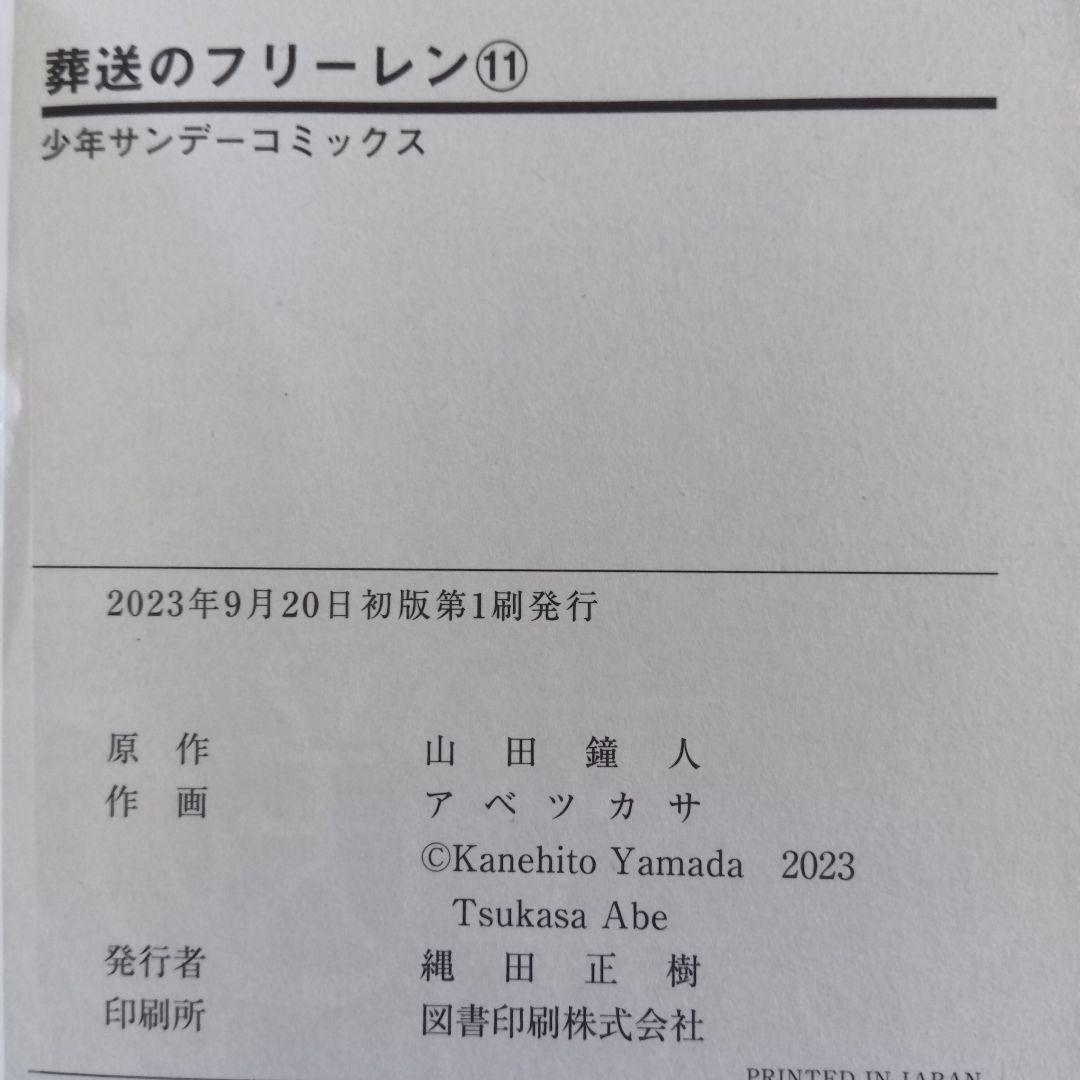 葬送のフリーレン⑪
少年サンデーコミックス
2023年9月20日初版第1刷発行
原作 山田鐘人
作画 アベツカサ
©Kanehito Yamada 2023
Tsukasa Abe
発行者 縄田正樹
印刷所 図書印刷株式会社
PRINTED IN JAPAN